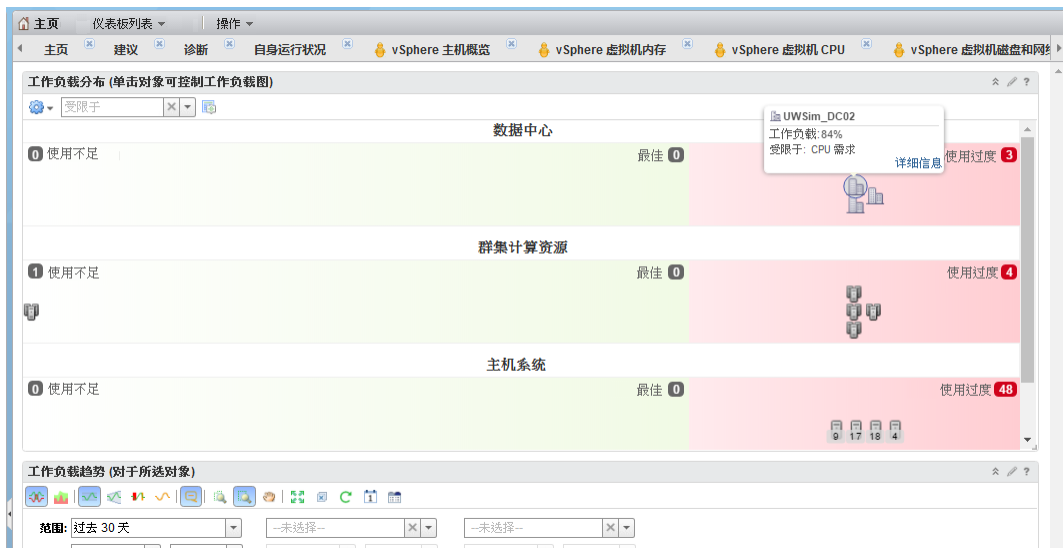 主页 仪表板列表 操作
主页 建议 诊断 自身运行状况 vSphere 主机概览 vSphere 虚拟机内存 vSphere 虚拟机 CPU vSphere 虚拟机磁盘和网络
工作负载分布 (单击对象可控制工作负载图)
受限于
UWSim_DC02
工作负载:84%
受限于: CPU 需求
详细信息
数据中心
0 使用不足 最佳 0 使用过度 3
群集计算资源
1 使用不足 最佳 0 使用过度 4
主机系统
0 使用不足 最佳 0 使用过度 48
9 17 18 4
工作负载趋势 (对于所选对象)
范围: 过去 30 天 --未选择-- --未选择--